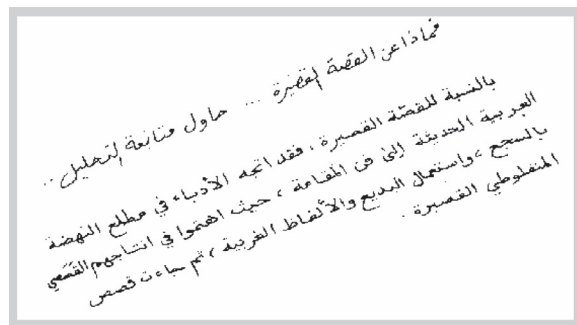 فماذا عن القصة القصيرة ... حاول متابعة التحليل ..
بالنسبة للقصّة القصيرة ، فقد اتجه الأدباء في مطلع النهضة
العربية الحديثة إلى فن المقامة ، حيث اهتموا في انتاجهم القصصي
بالسجع ، واستعمال البديع والألفاظ الغريبة ، ثم جاءت قصص
المنفلوطي القصيرة .